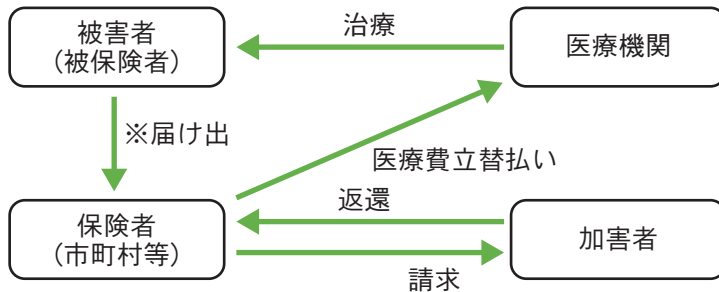 被害者
（被保険者）
治療
医療機関
※届け出
医療費立替払い
保険者
（市町村等）
返還
加害者
請求